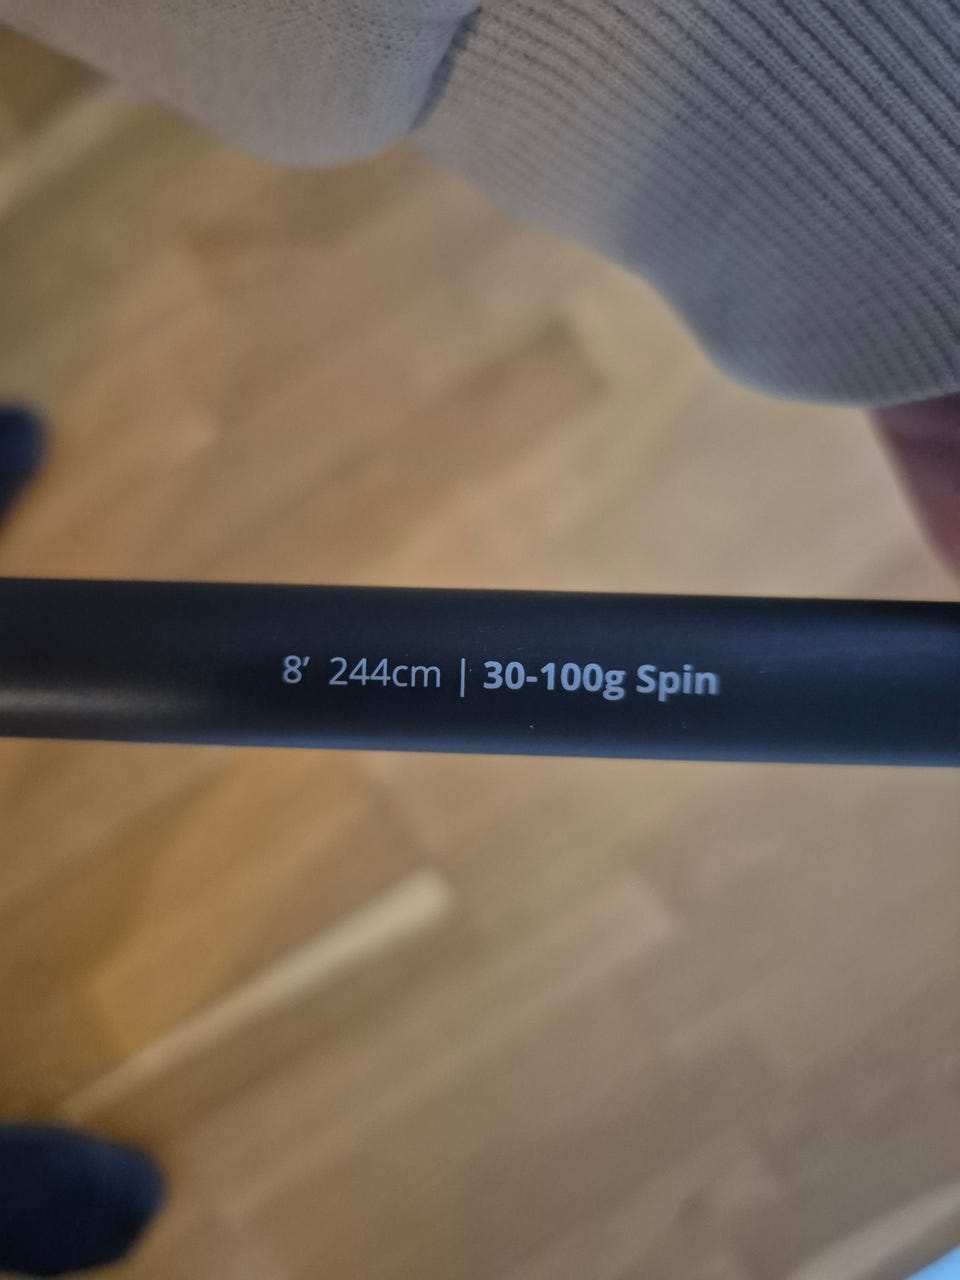 8′ 244cm | 30-100g Spin